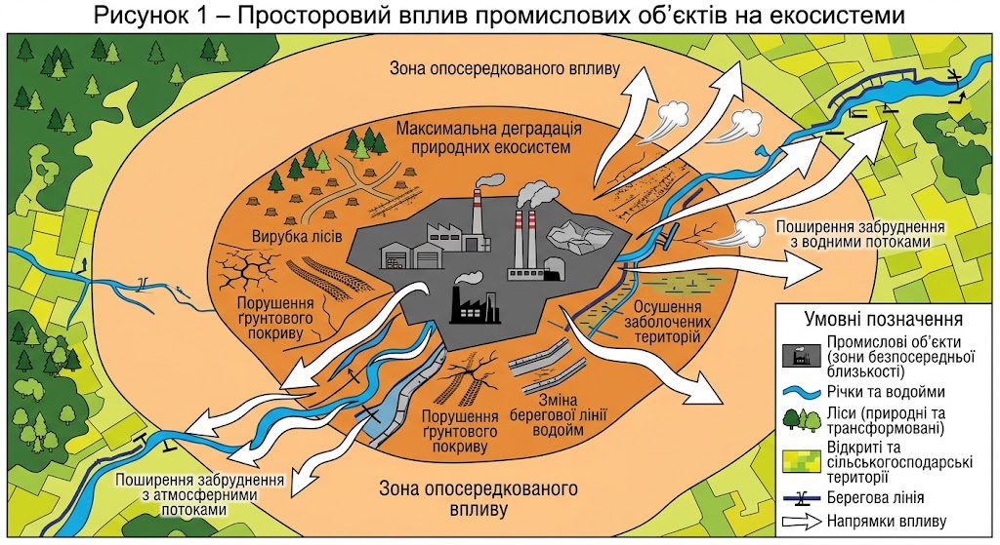 Рисунок 1 – Просторовий вплив промислових об’єктів на екосистеми
Зона опосередкованого впливу
Максимальна деградація
природних екосистем
Вирубка лісів
Порушення
ґрунтового
покриву
Поширення забруднення
з водними потоками
Осушення
заболочених
територій
Зміна
берегової лінії
водойм
Порушення
ґрунтового
покриву
Поширення забруднення
з атмосферними
потоками
Зона опосередкованого
впливу
Умовні позначення
Промислові об’єкти
(зони безпосередньої
близькості)
Річки та водойми
Ліси (природні та
трансформовані)
Відкриті та
сільськогосподарські
території
Берегова лінія
Напрямки впливу